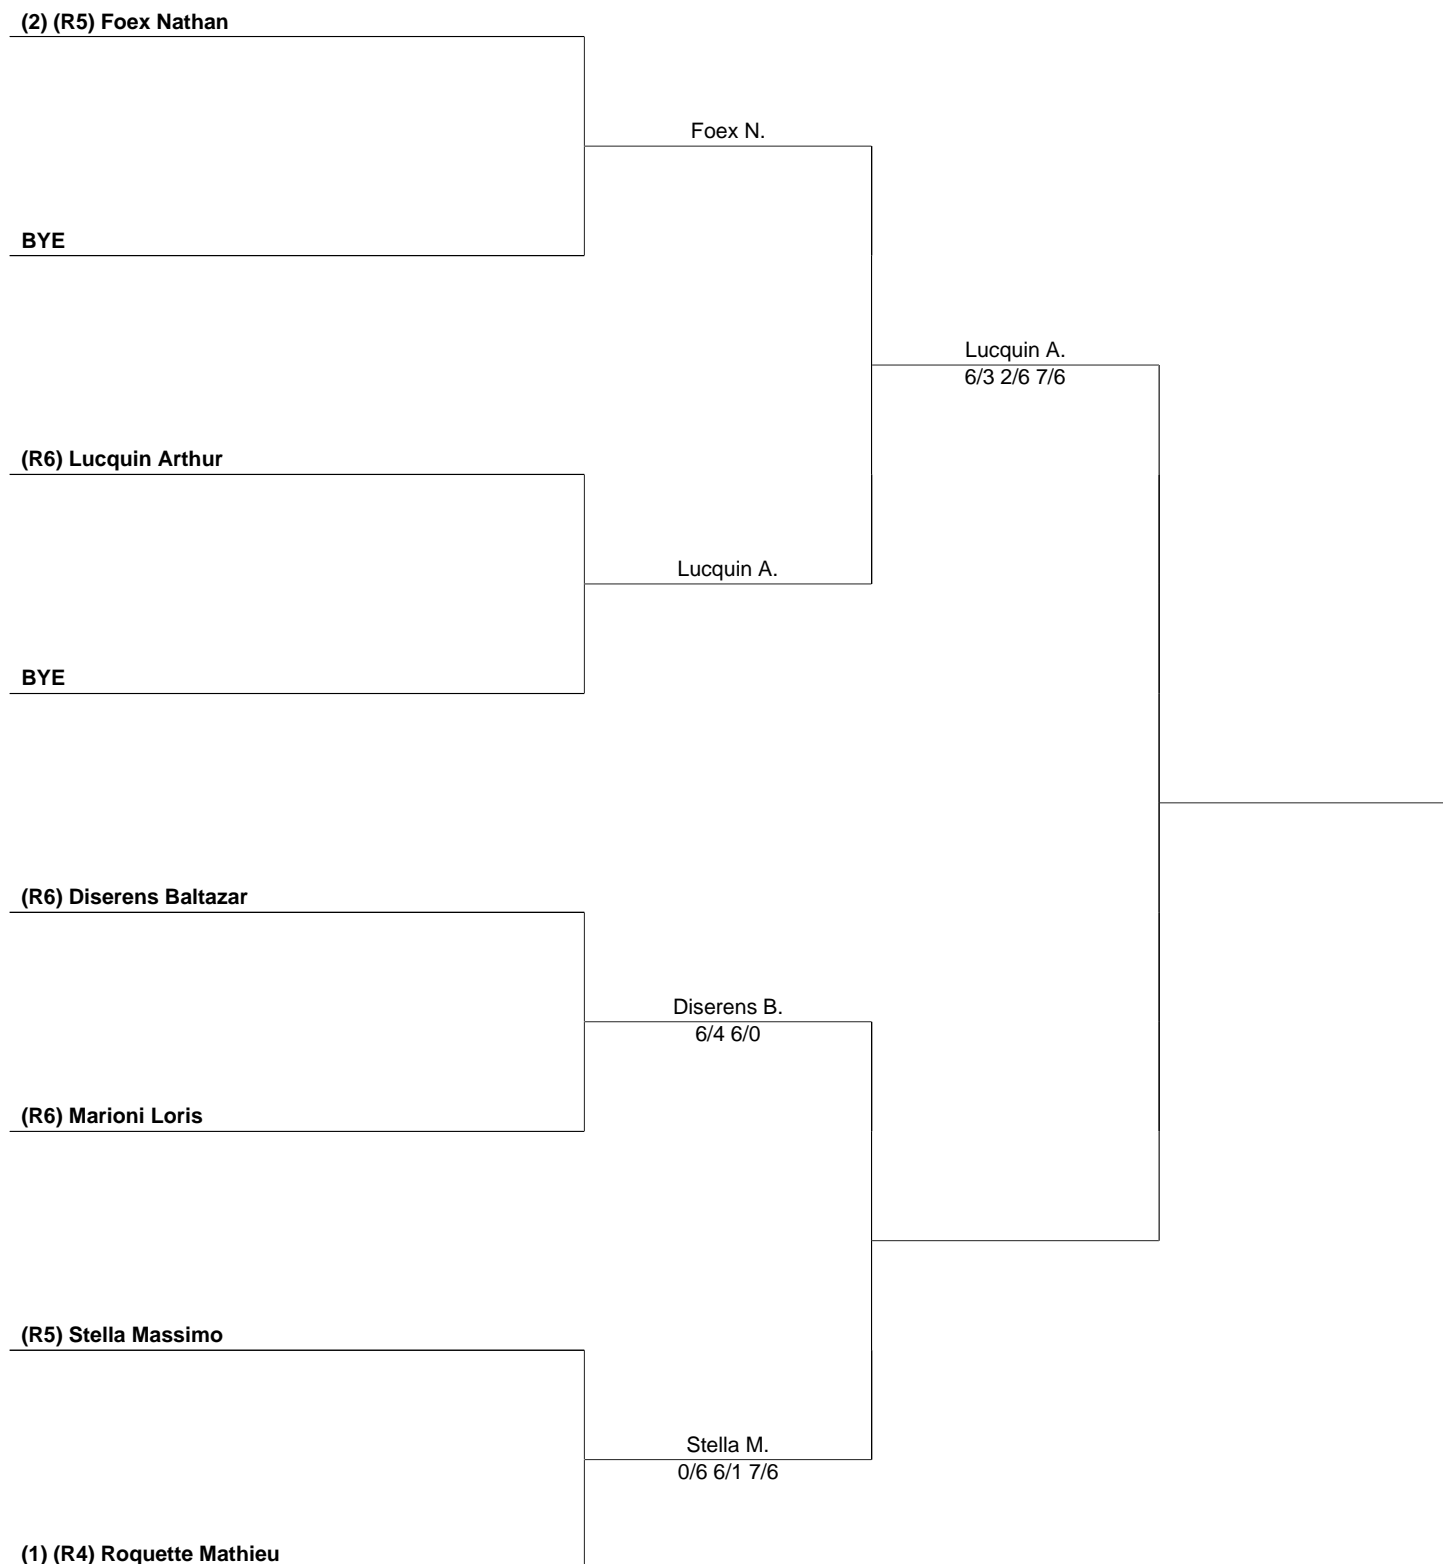 (2) (R5) Foex Nathan
Foex N.
BYE
Lucquin A.
6/3 2/6 7/6
(R6) Lucquin Arthur
Lucquin A.
BYE
(R6) Diserens Baltazar
Diserens B.
6/4 6/0
(R6) Marioni Loris
(R5) Stella Massimo
Stella M.
0/6 6/1 7/6
(1) (R4) Roquette Mathieu